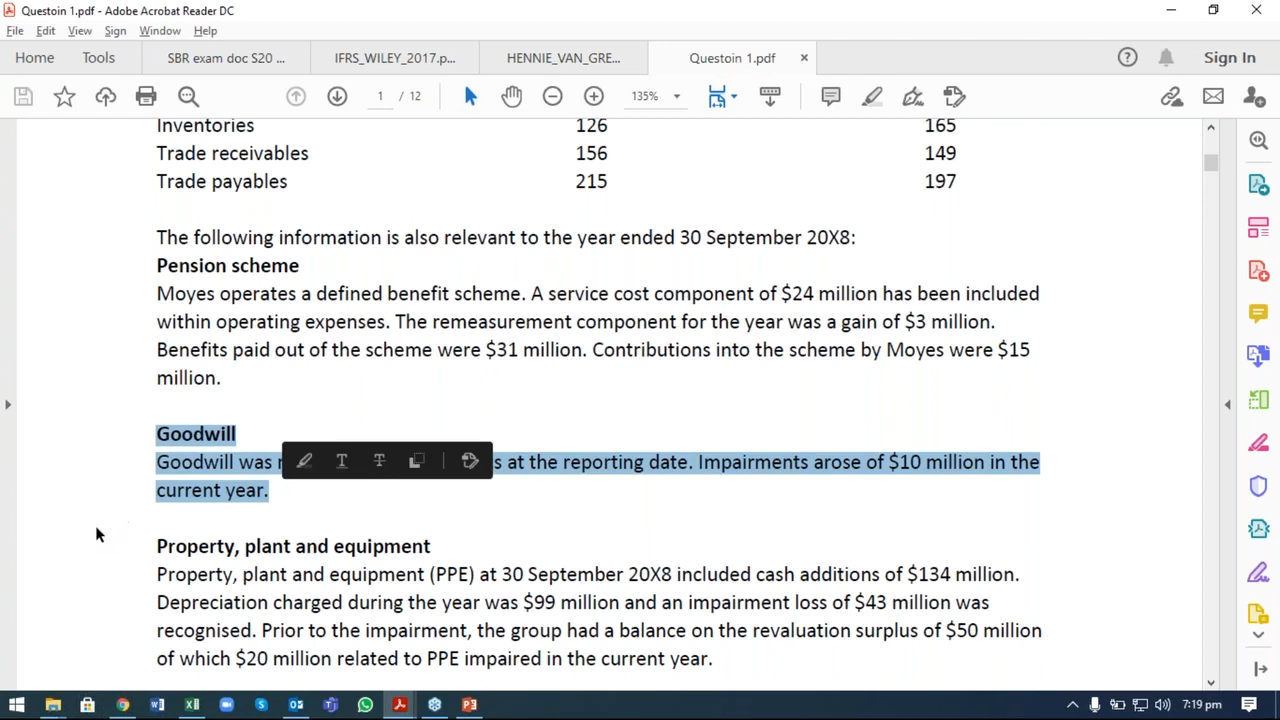 Questoin 1.pdf - Adobe Acrobat Reader DC
File Edit View Sign Window Help
Home Tools SBR exam doc S20 ... IFRS_WILEY_2017.p... HENNIE_VAN_GRE... Questoin 1.pdf × Sign In
1 / 12 135%
Inventories 126 165
Trade receivables 156 149
Trade payables 215 197
The following information is also relevant to the year ended 30 September 20X8:
Pension scheme
Moyes operates a defined benefit scheme. A service cost component of $24 million has been included
within operating expenses. The remeasurement component for the year was a gain of $3 million.
Benefits paid out of the scheme were $31 million. Contributions into the scheme by Moyes were $15
million.
Goodwill
Goodwill was s at the reporting date. Impairments arose of $10 million in the
current year.
Property, plant and equipment
Property, plant and equipment (PPE) at 30 September 20X8 included cash additions of $134 million.
Depreciation charged during the year was $99 million and an impairment loss of $43 million was
recognised. Prior to the impairment, the group had a balance on the revaluation surplus of $50 million
of which $20 million related to PPE impaired in the current year.
7:19 pm